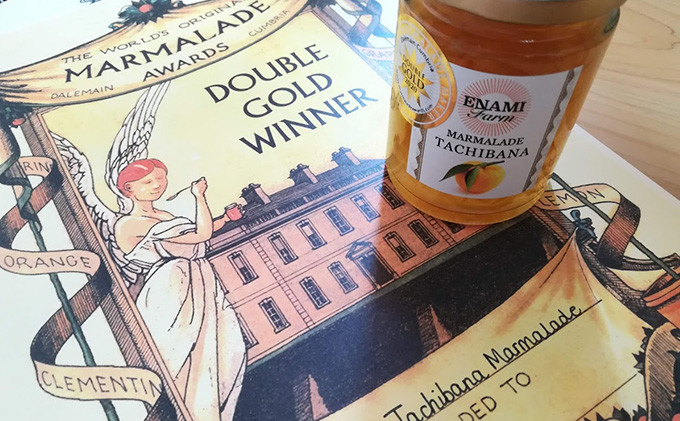 THE WORLD'S ORIGINAL
MARMALADE
AWARDS
DALEMAIN
CUMBRIA
DOUBLE
GOLD
WINNER
ORANGE
CLEMENTIN
Tachibana Marmalade
DED TO
GOLD
ENAMI
Farm
MARMALADE
TACHIBANA